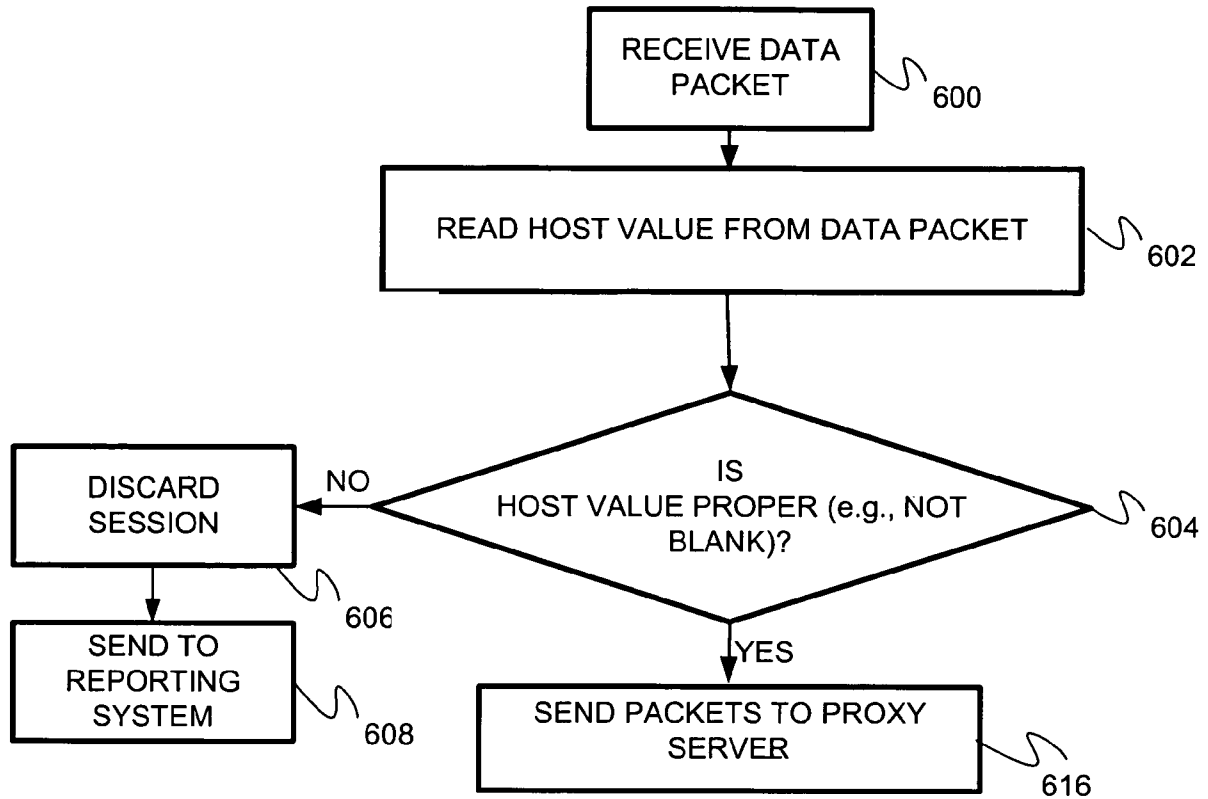 RECEIVE DATA
PACKET
600
READ HOST VALUE FROM DATA PACKET
602
IS
HOST VALUE PROPER (e.g., NOT
BLANK)?
604
NO
DISCARD
SESSION
606
SEND TO
REPORTING
SYSTEM
608
YES
SEND PACKETS TO PROXY
SERVER
616